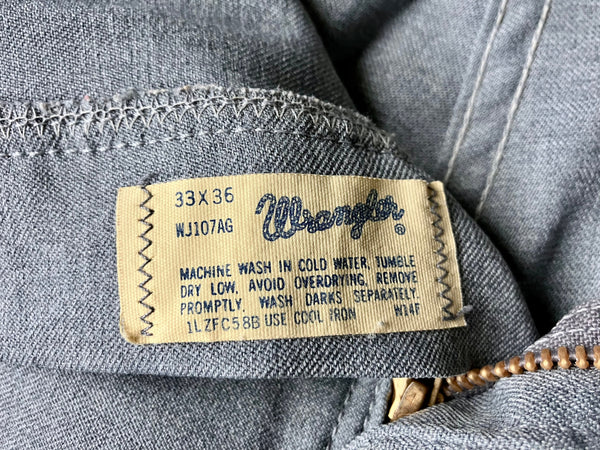 33X36 Wrangler®
WJ107AG
MACHINE WASH IN COLD WATER, TUMBLE
DRY LOW, AVOID OVERDRYING, REMOVE
PROMPTLY, WASH DARKS SEPARATELY.
1LZFC58B USE COOL IRON W14F